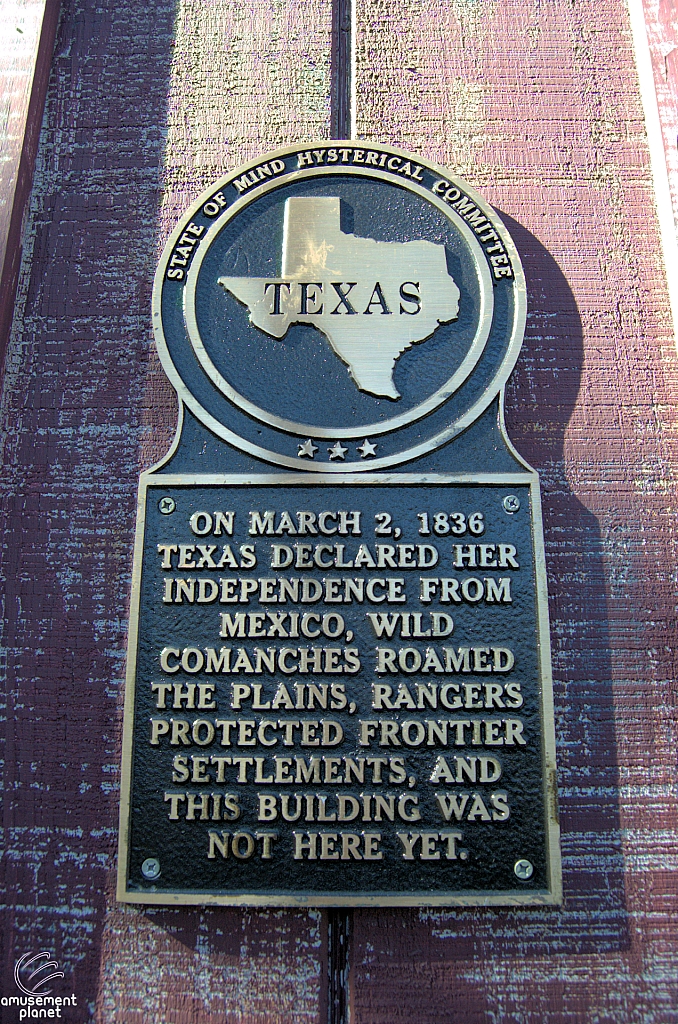 STATE OF MIND HYSTERICAL COMMITTEE
TEXAS
ON MARCH 2, 1836
TEXAS DECLARED HER
INDEPENDENCE FROM
MEXICO, WILD
COMANCHES ROAMED
THE PLAINS, RANGERS
PROTECTED FRONTIER
SETTLEMENTS, AND
THIS BUILDING WAS
NOT HERE YET.
amusement
planet